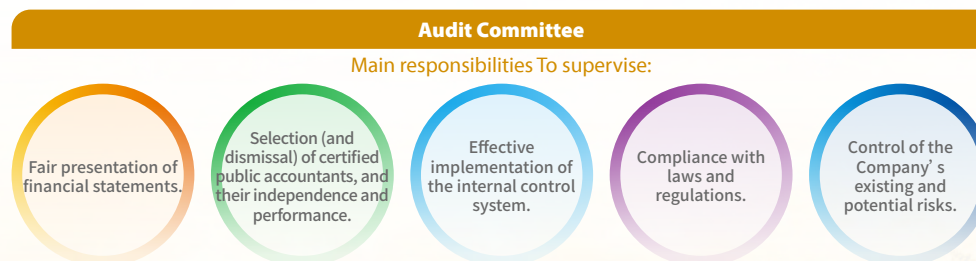 Audit Committee
Main responsibilities To supervise:
Fair presentation of
financial statements.
Selection (and
dismissal) of certified
public accountants, and
their independence and
performance.
Effective
implementation of
the internal control
system.
Compliance with
laws and
regulations.
Control of the
Company’s
existing and
potential risks.